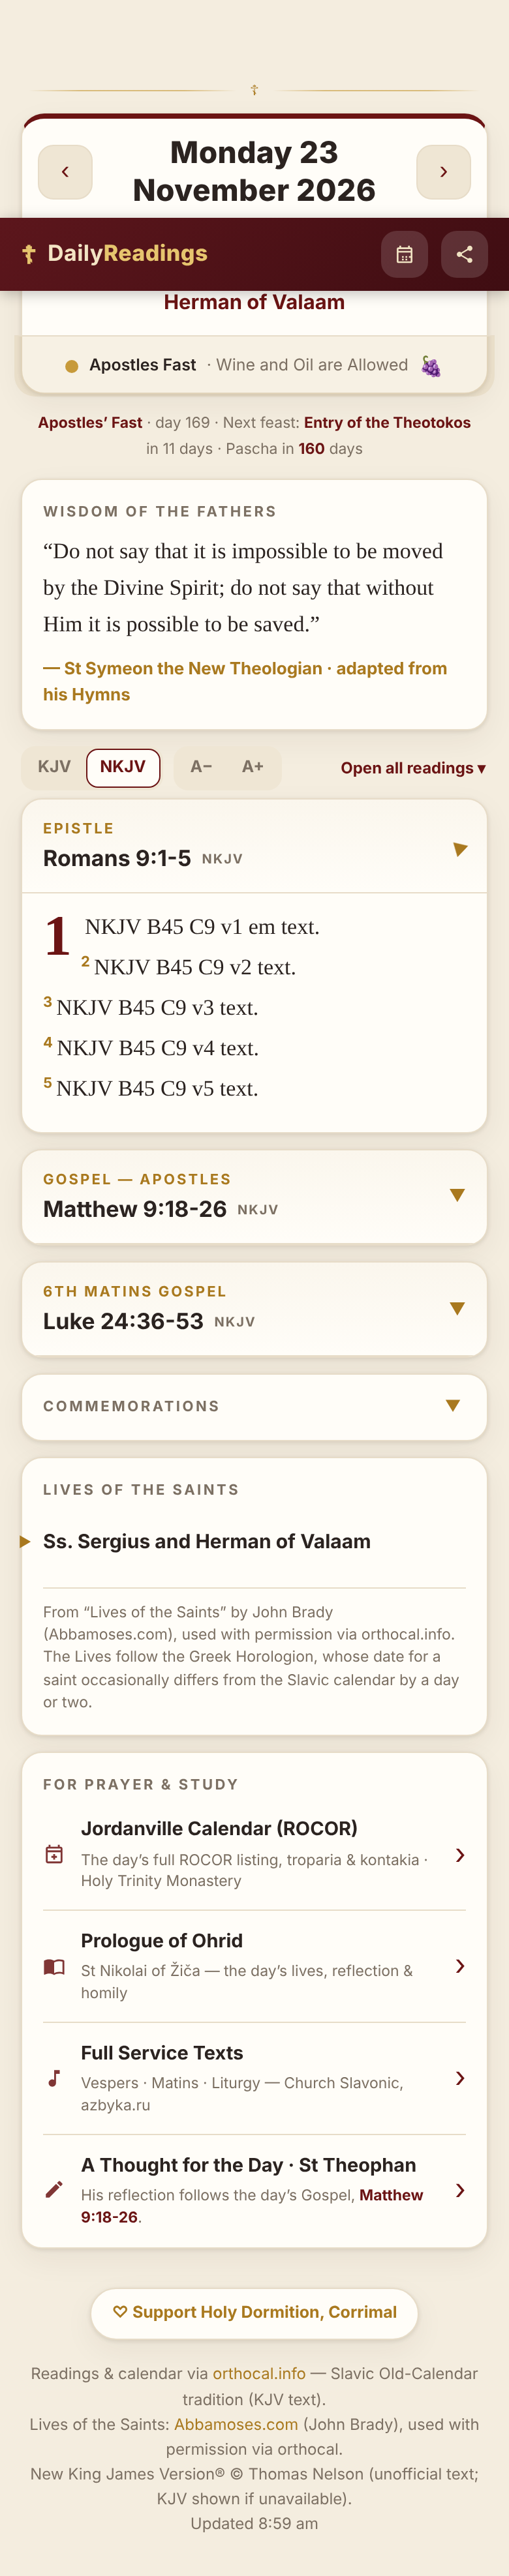 ‹
Monday 23
November 2026
›
DailyReadings
Herman of Valaam
Apostles Fast · Wine and Oil are Allowed 🍇
Apostles’ Fast · day 169 · Next feast: Entry of the Theotokos
in 11 days · Pascha in 160 days
WISDOM OF THE FATHERS
“Do not say that it is impossible to be moved
by the Divine Spirit; do not say that without
Him it is possible to be saved.”
— St Symeon the New Theologian · adapted from
his Hymns
KJV NKJV A− A+ Open all readings ▾
EPISTLE
Romans 9:1-5 NKJV
1 NKJV B45 C9 v1 em text.
2 NKJV B45 C9 v2 text.
3 NKJV B45 C9 v3 text.
4 NKJV B45 C9 v4 text.
5 NKJV B45 C9 v5 text.
GOSPEL — APOSTLES
Matthew 9:18-26 NKJV
6TH MATINS GOSPEL
Luke 24:36-53 NKJV
COMMEMORATIONS
LIVES OF THE SAINTS
Ss. Sergius and Herman of Valaam
From “Lives of the Saints” by John Brady
(Abbamoses.com), used with permission via orthocal.info.
The Lives follow the Greek Horologion, whose date for a
saint occasionally differs from the Slavic calendar by a day
or two.
FOR PRAYER & STUDY
Jordanville Calendar (ROCOR)
The day’s full ROCOR listing, troparia & kontakia ·
Holy Trinity Monastery
Prologue of Ohrid
St Nikolai of Žiča — the day’s lives, reflection &
homily
Full Service Texts
Vespers · Matins · Liturgy — Church Slavonic,
azbyka.ru
A Thought for the Day · St Theophan
His reflection follows the day’s Gospel, Matthew
9:18-26.
♡ Support Holy Dormition, Corrimal
Readings & calendar via orthocal.info — Slavic Old-Calendar
tradition (KJV text).
Lives of the Saints: Abbamoses.com (John Brady), used with
permission via orthocal.
New King James Version® © Thomas Nelson (unofficial text;
KJV shown if unavailable).
Updated 8:59 am